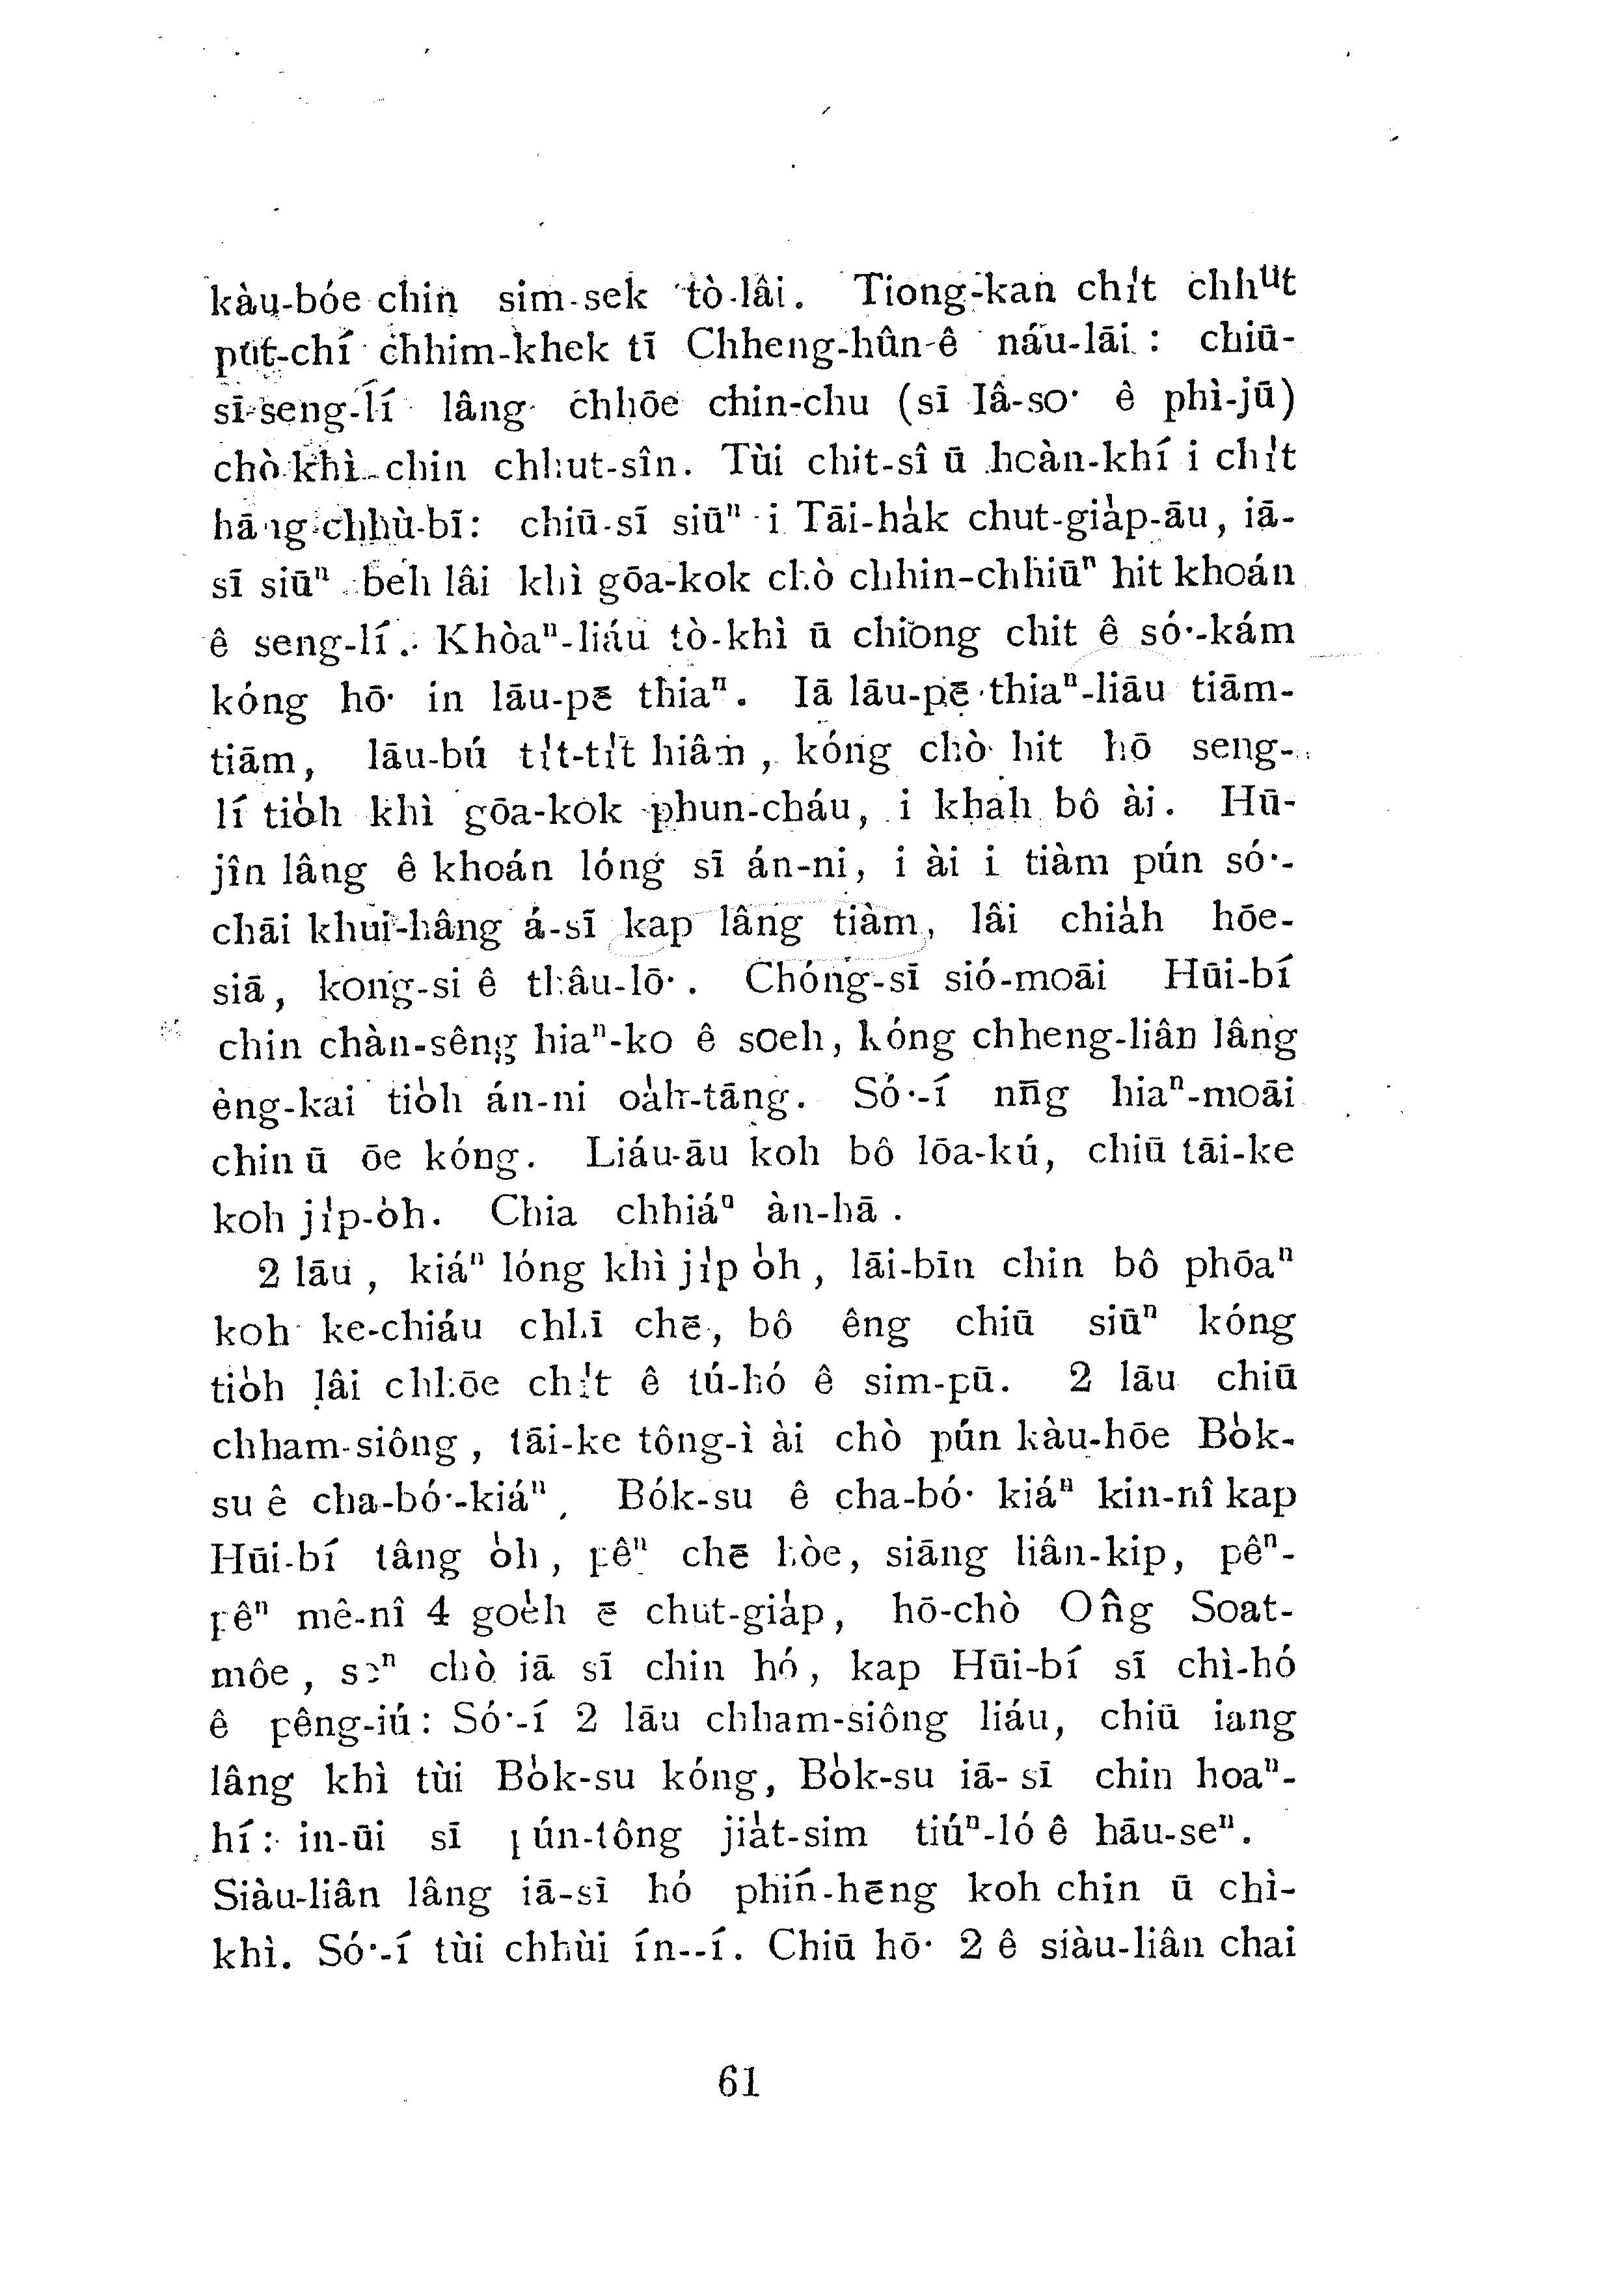 kàu-bóe chin sim-sek tò-lâi. Tiong-kan chi̍t chhut
put-chí chhim-khek tī Chheng-hûn-ê náu-lāi : chiū-
sī-seng-lí lâng chhōe chin-chu (sī Iâ-so͘ ê phì-jū)
chò-khì chin chhut-sîn. Tùi chit-sî ū hoàn-khí i chi̍t
hāng-chhù-bī: chiū-sī siūⁿ i Tāi-ha̍k chut-gia̍p-āu, iā-
sī siūⁿ beh lâi khì gōa-kok chò chhin-chhiūⁿ hit khoán
ê seng-lí. Khòaⁿ-liáu tò-khì ū chiong chit ê só͘-kám
kóng hō͘ in lāu-pē thiaⁿ. Iā lāu-pē thiaⁿ-liāu tiām-
tiām, lāu-bú ti̍t-ti̍t hiâm, kóng chò hit hō seng-
lí tio̍h khì gōa-kok phun-cháu, i khah bô ài. Hū-
jîn lâng ê khoán lóng sī án-ni, i ài i tiàm pún só͘-
chāi khui-hâng á-sī kap lâng tiàm, lâi chia̍h hōe-
siā, kong-si ê thâu-lō͘. Chóng-sī sió-moāi Hūi-bí
chin chàn-sêng hiaⁿ-ko ê soeh, kóng chheng-liân lâng
èng-kai tio̍h án-ni oa̍h-tāng. Só͘-í nn̄g hiaⁿ-moāi
chin ū ōe kóng. Liáu-āu koh bô lōa-kú, chiū tāi-ke
koh ji̍p-o̍h. Chia chhiáⁿ àn-hā.
2 lāu, kiáⁿ lóng khì ji̍p o̍h, lāi-bīn chin bô phōaⁿ
koh ke-chiáu chhī chē, bô êng chiū siūⁿ kóng
tio̍h lâi chhōe chi̍t ê tú-hó ê sim-pū. 2 lāu chiū
chham-siông, tāi-ke tông-ì ài chò pún kàu-hōe Bo̍k-
su ê cha-bó͘-kiáⁿ. Bók-su ê cha-bó͘ kiáⁿ kin-nî kap
Hūi-bí tâng o̍h, pêⁿ chē hòe, siāng liân-kip, pêⁿ-
pêⁿ mê-nî 4 goe̍h ē chut-gia̍p, hō-chò Ông Soat-
môe, seⁿ chò iā sī chin hó, kap Hūi-bí sī chì-hó
ê pêng-iú: Só͘-í 2 lāu chham-siông liáu, chiū iang
lâng khì tùi Bo̍k-su kóng, Bo̍k-su iā-sī chin hoaⁿ-
hí: in-ūi sī pún-tông jia̍t-sim tiúⁿ-ló ê hāu-seⁿ.
Siàu-liân lâng iā-sī hó phín-hēng koh chin ū chì-
khì. Só͘-í tùi chhùi ín--í. Chiū hō͘ 2 ê siàu-liân chai
61